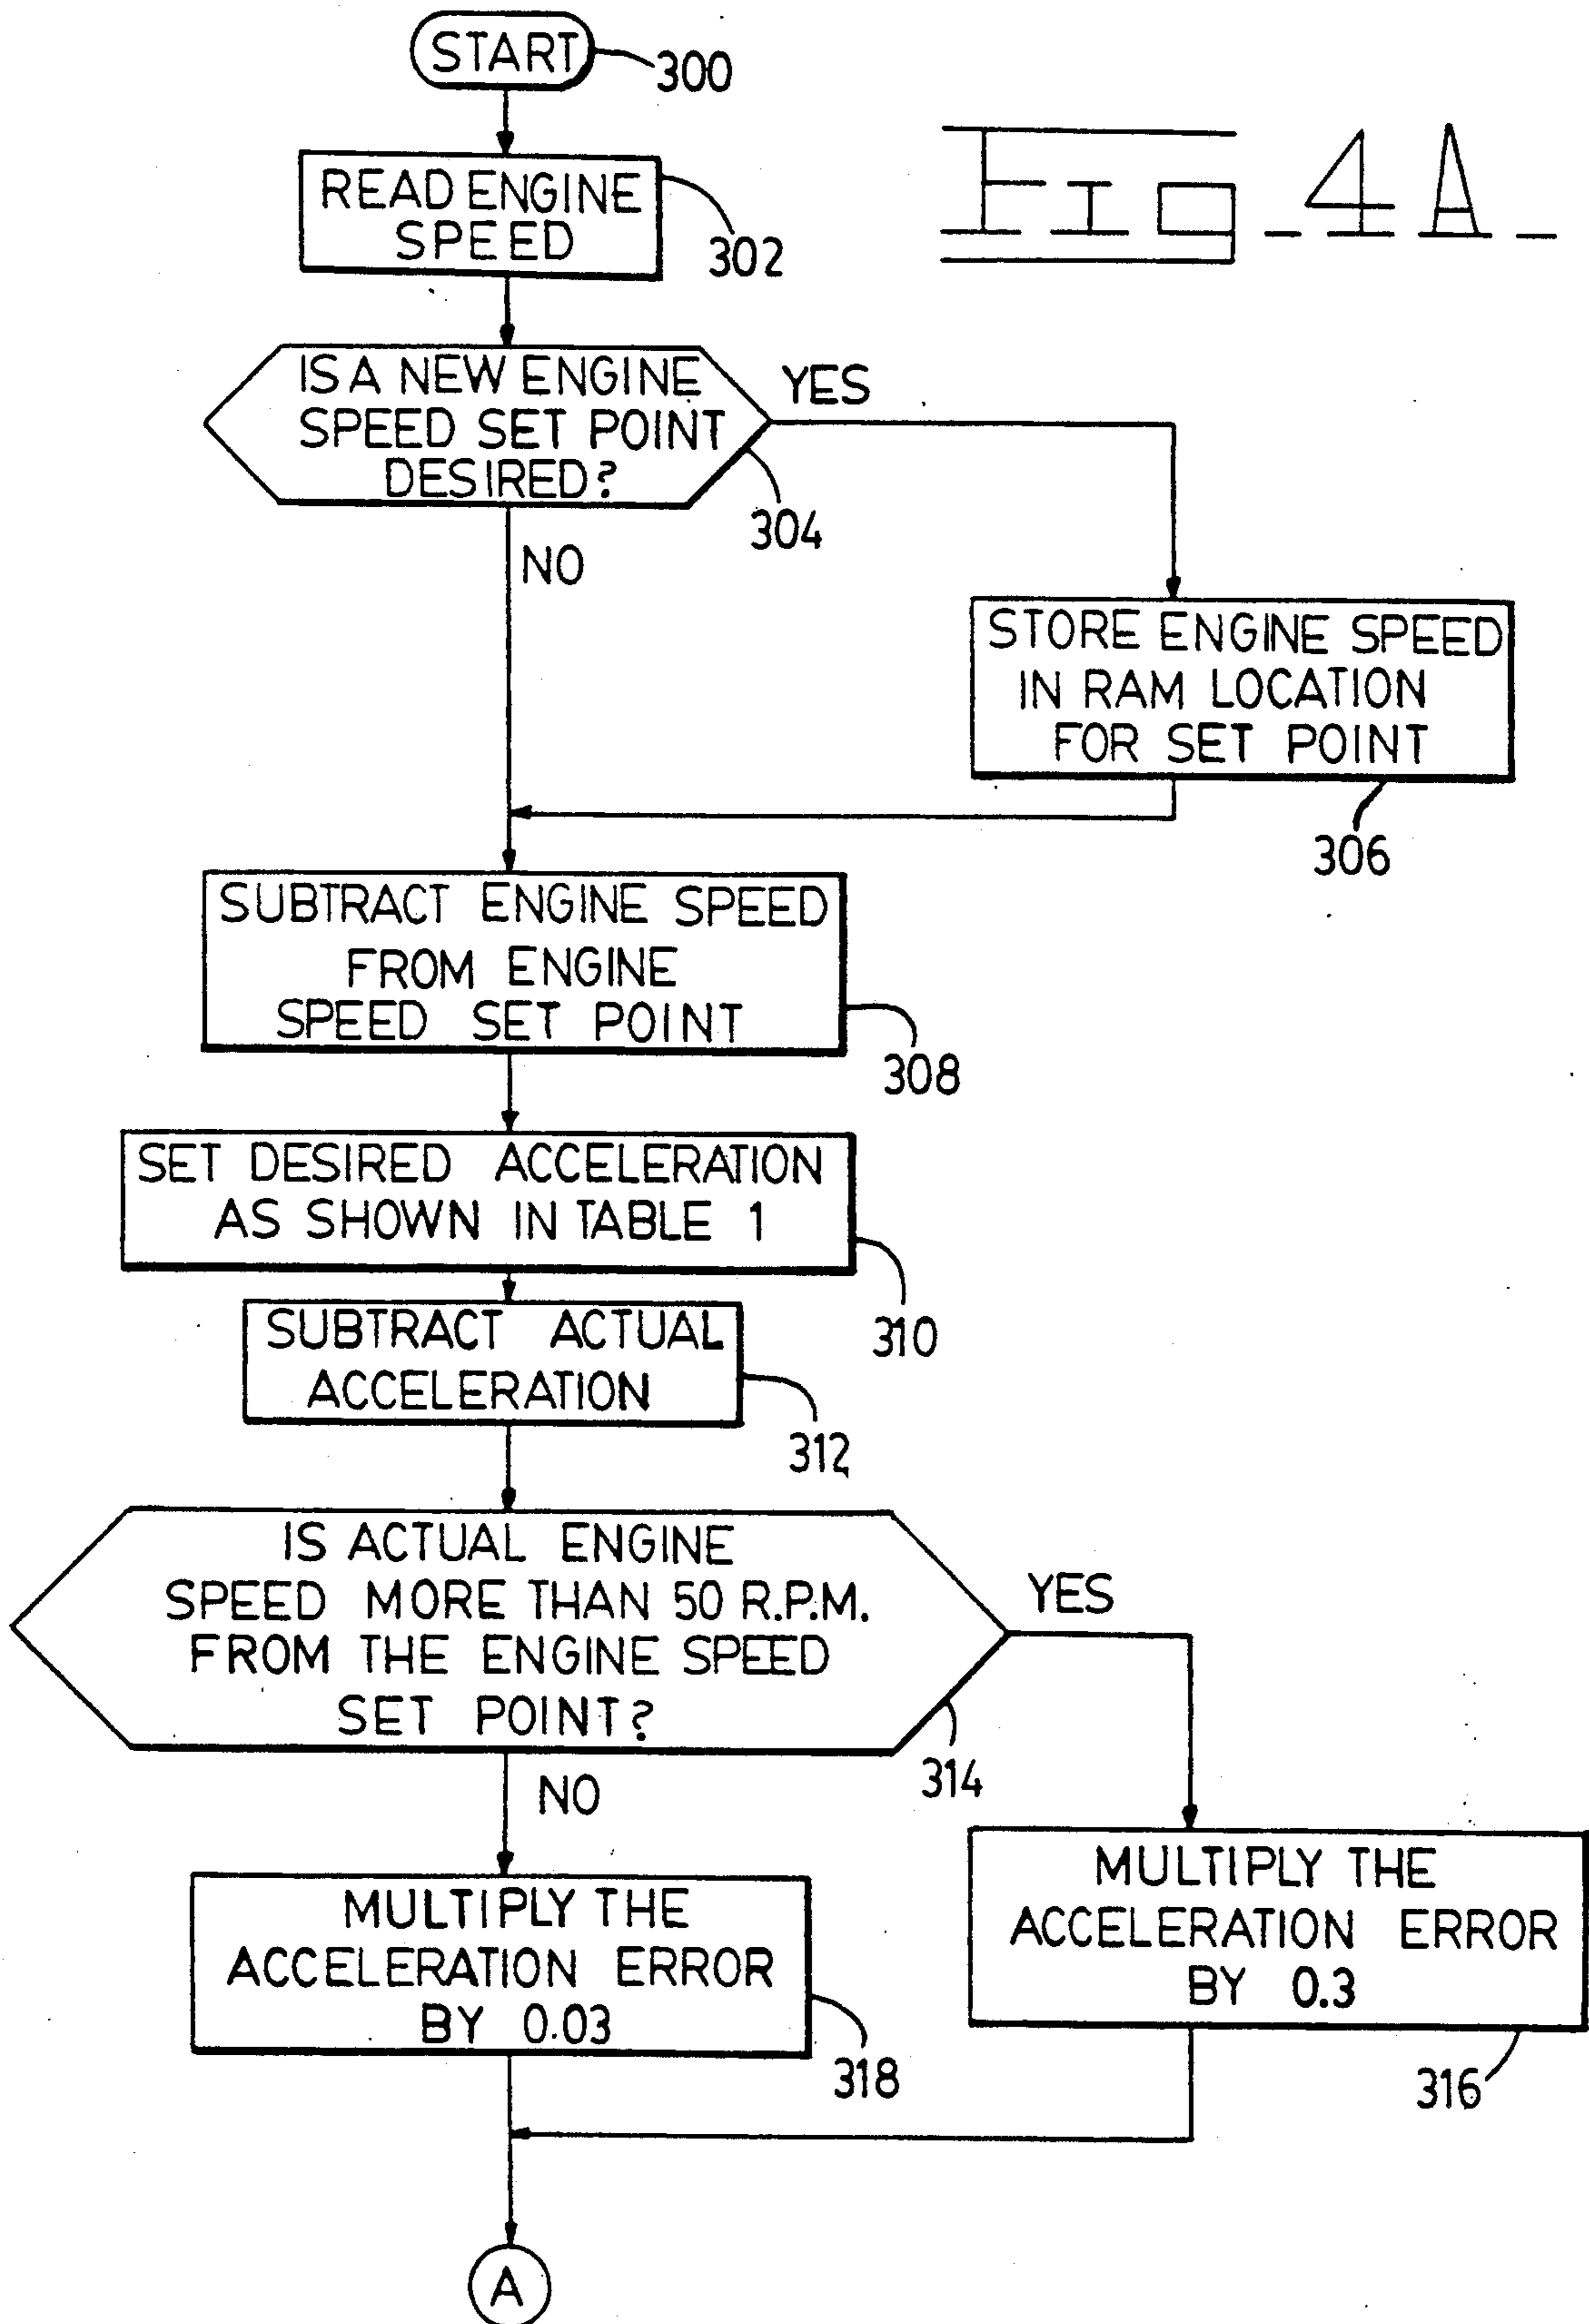 START
300
Fig_4A_
READ ENGINE
SPEED
302
IS A NEW ENGINE
SPEED SET POINT
DESIRED?
YES
304
NO
STORE ENGINE SPEED
IN RAM LOCATION
FOR SET POINT
306
SUBTRACT ENGINE SPEED
FROM ENGINE
SPEED SET POINT
308
SET DESIRED ACCELERATION
AS SHOWN IN TABLE 1
310
SUBTRACT ACTUAL
ACCELERATION
312
IS ACTUAL ENGINE
SPEED MORE THAN 50 R.P.M.
FROM THE ENGINE SPEED
SET POINT?
YES
314
NO
MULTIPLY THE
ACCELERATION ERROR
BY 0.03
318
MULTIPLY THE
ACCELERATION ERROR
BY 0.3
316
A